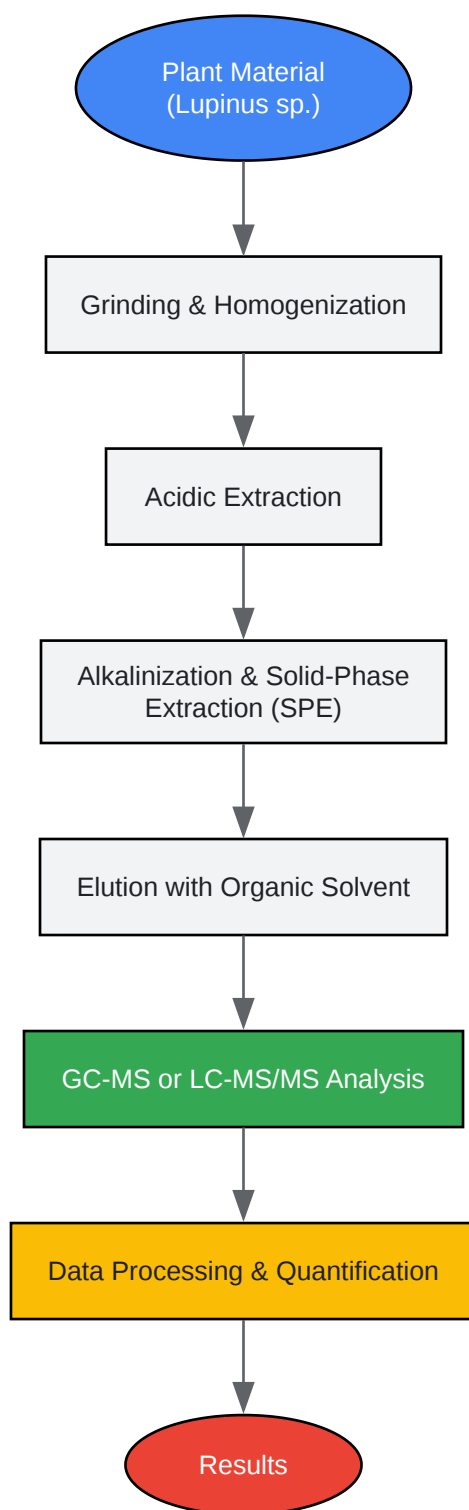 Plant Material
(Lupinus sp.)
Grinding & Homogenization
Acidic Extraction
Alkalinization & Solid-Phase
Extraction (SPE)
Elution with Organic Solvent
GC-MS or LC-MS/MS Analysis
Data Processing & Quantification
Results